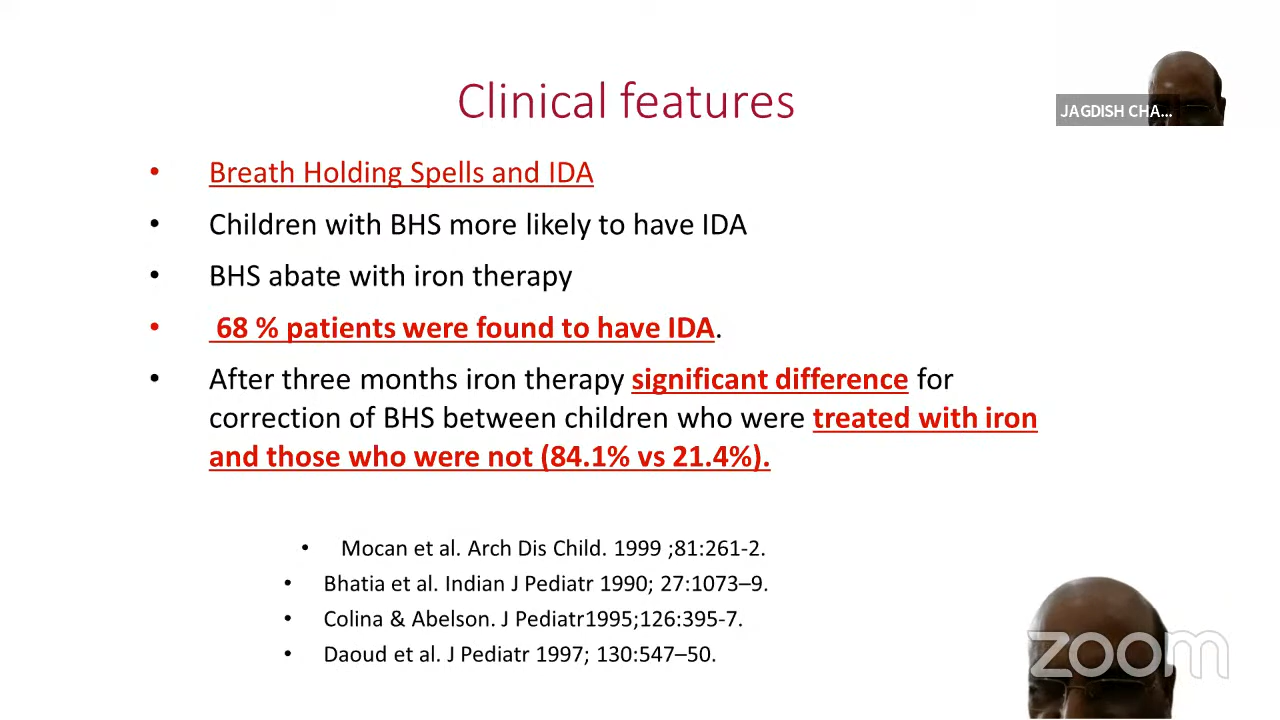 Clinical features
JAGDISH CHA...
• Breath Holding Spells and IDA
• Children with BHS more likely to have IDA
• BHS abate with iron therapy
• 68 % patients were found to have IDA.
• After three months iron therapy significant difference for
correction of BHS between children who were treated with iron
and those who were not (84.1% vs 21.4%).
• Mocan et al. Arch Dis Child. 1999 ;81:261-2.
• Bhatia et al. Indian J Pediatr 1990; 27:1073–9.
• Colina & Abelson. J Pediatr1995;126:395-7.
• Daoud et al. J Pediatr 1997; 130:547–50.
zoom